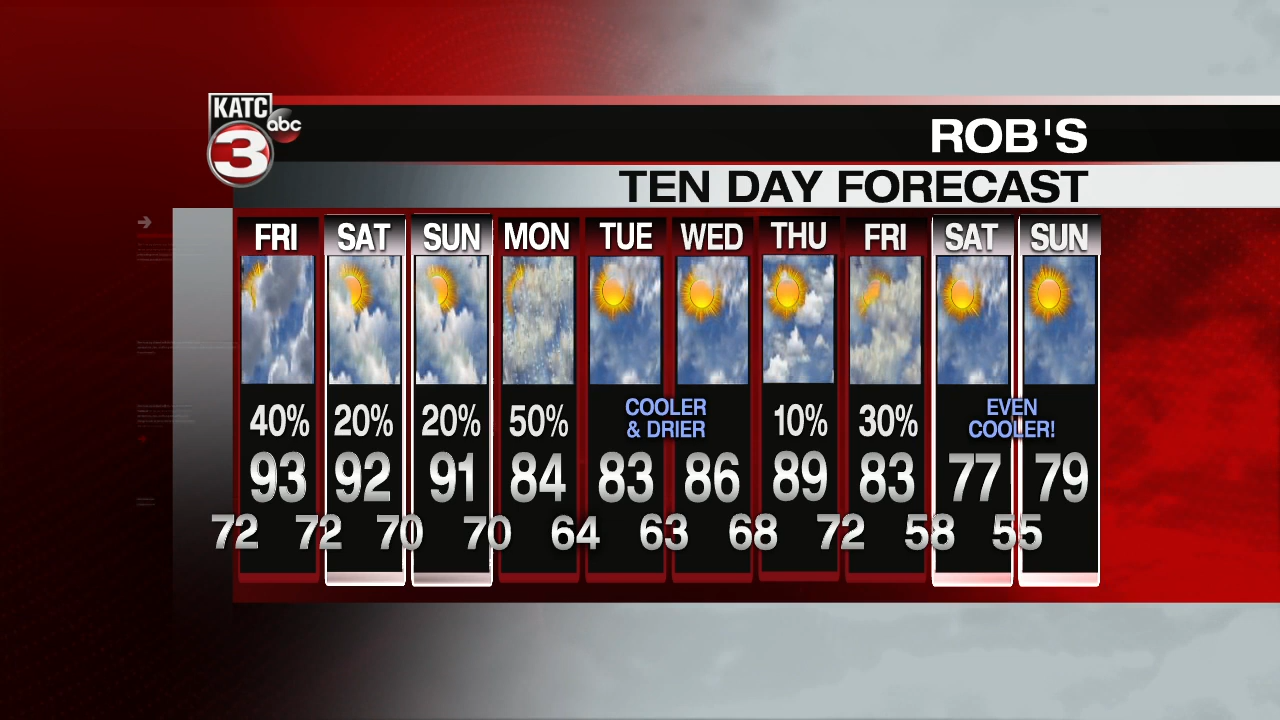 KATC
abc
3
ROB'S
TEN DAY FORECAST
FRI SAT SUN MON TUE WED THU FRI SAT SUN
40% 20% 20% 50% COOLER & DRIER 10% 30% EVEN COOLER!
93 92 91 84 83 86 89 83 77 79
72 72 70 70 64 63 68 72 58 55